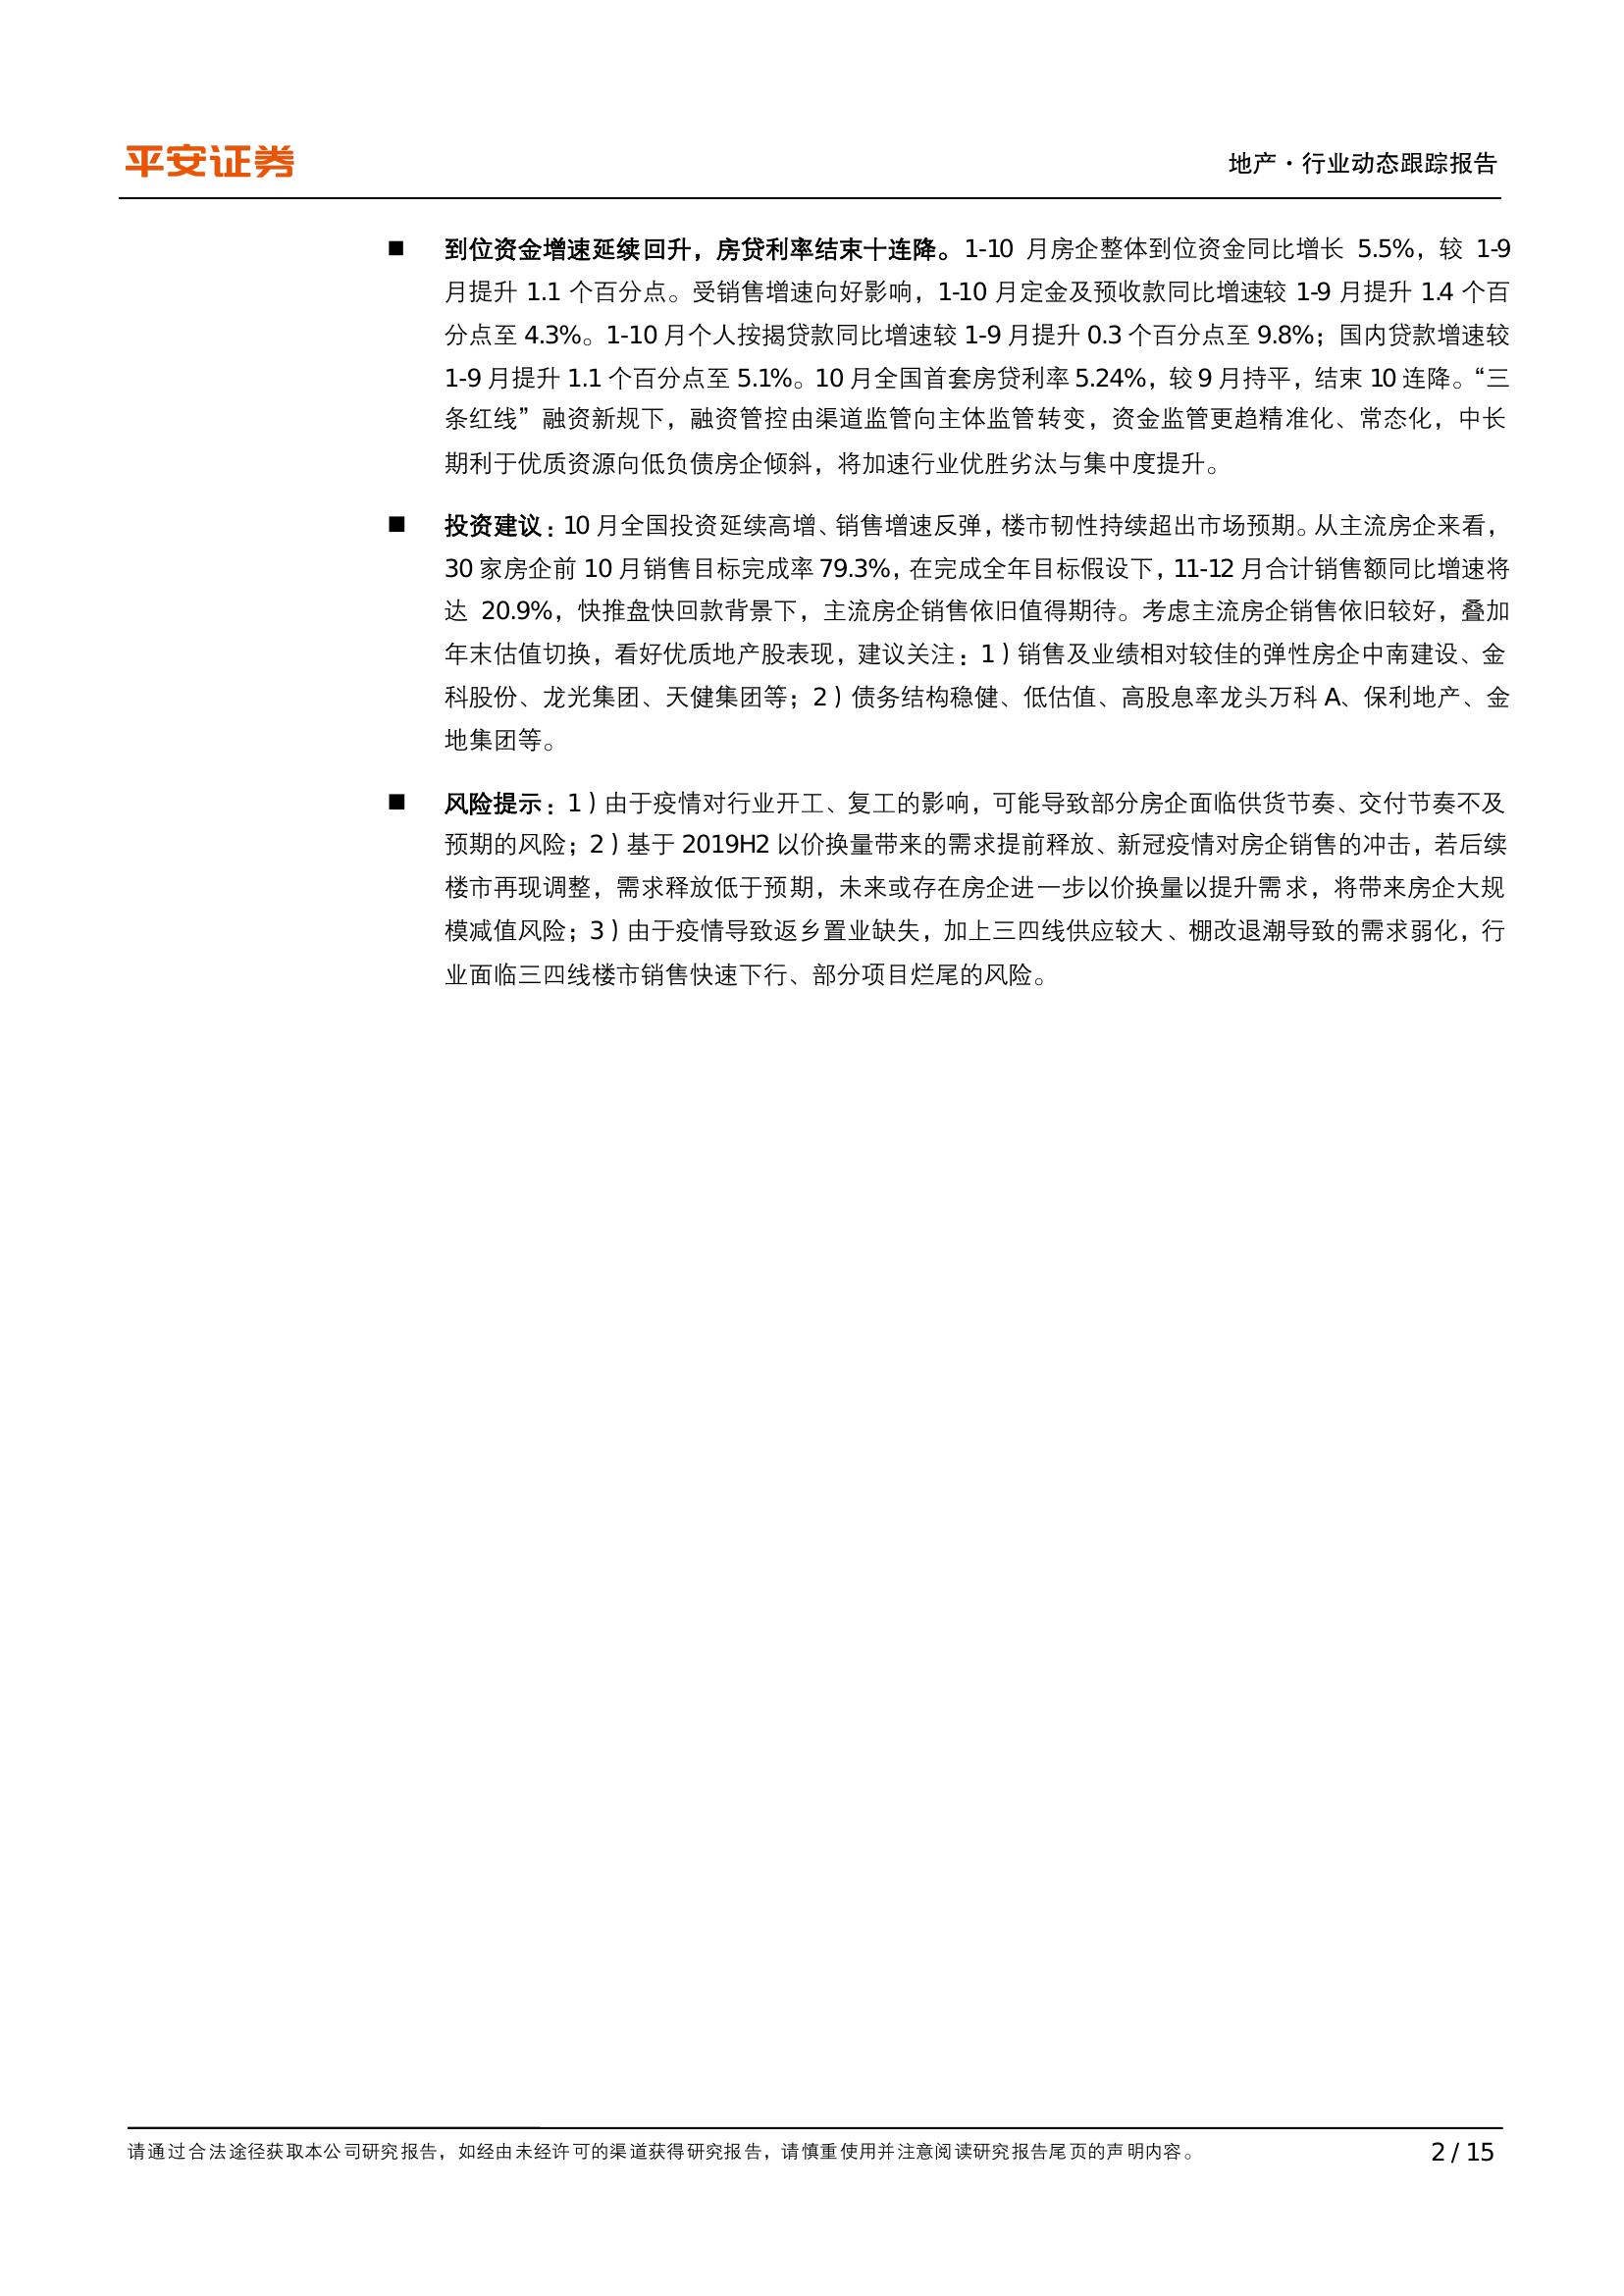 平安证券
地产·行业动态跟踪报告
■ 到位资金增速延续回升，房贷利率结束十连降。1-10 月房企整体到位资金同比增长 5.5%，较 1-9
月提升 1.1 个百分点。受销售增速向好影响，1-10 月定金及预收款同比增速较 1-9 月提升 1.4 个百
分点至 4.3%。1-10 月个人按揭贷款同比增速较 1-9 月提升 0.3 个百分点至 9.8%；国内贷款增速较
1-9 月提升 1.1 个百分点至 5.1%。10 月全国首套房贷利率 5.24%，较 9 月持平，结束 10 连降。“三
条红线”融资新规下，融资管控由渠道监管向主体监管转变，资金监管更趋精准化、常态化，中长
期利于优质资源向低负债房企倾斜，将加速行业优胜劣汰与集中度提升。
■ 投资建议：10 月全国投资延续高增、销售增速反弹，楼市韧性持续超出市场预期。从主流房企来看，
30 家房企前 10 月销售目标完成率 79.3%，在完成全年目标假设下，11-12 月合计销售额同比增速将
达 20.9%，快推盘快回款背景下，主流房企销售依旧值得期待。考虑主流房企销售依旧较好，叠加
年末估值切换，看好优质地产股表现，建议关注：1）销售及业绩相对较佳的弹性房企中南建设、金
科股份、龙光集团、天健集团等；2）债务结构稳健、低估值、高股息率龙头万科 A、保利地产、金
地集团等。
■ 风险提示：1）由于疫情对行业开工、复工的影响，可能导致部分房企面临供货节奏、交付节奏不及
预期的风险；2）基于 2019H2 以价换量带来的需求提前释放、新冠疫情对房企销售的冲击，若后续
楼市再现调整，需求释放低于预期，未来或存在房企进一步以价换量以提升需求，将带来房企大规
模减值风险；3）由于疫情导致返乡置业缺失，加上三四线供应较大、棚改退潮导致的需求弱化，行
业面临三四线楼市销售快速下行、部分项目烂尾的风险。
请通过合法途径获取本公司研究报告，如经由未经许可的渠道获得研究报告，请慎重使用并注意阅读研究报告尾页的声明内容。
2 / 15